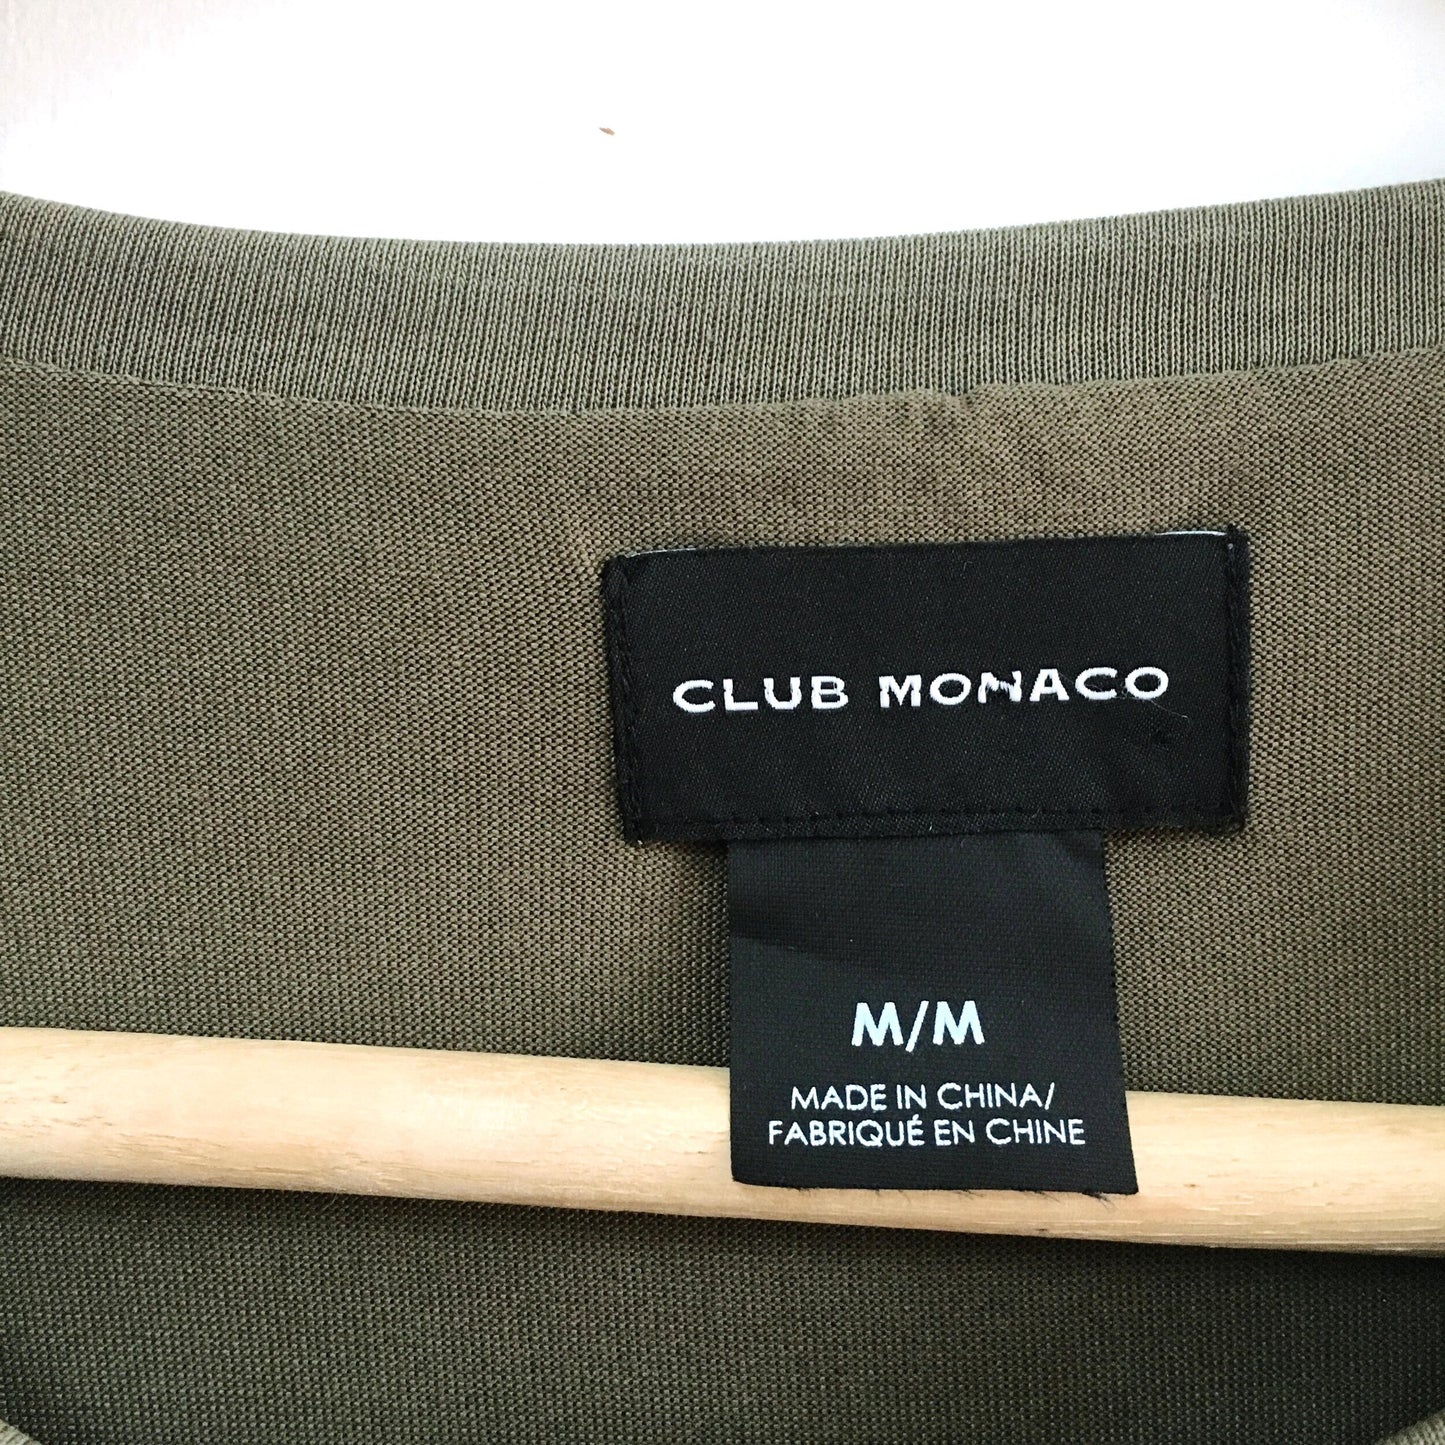 CLUB MONACO
M/M
MADE IN CHINA/
FABRIQUÉ EN CHINE